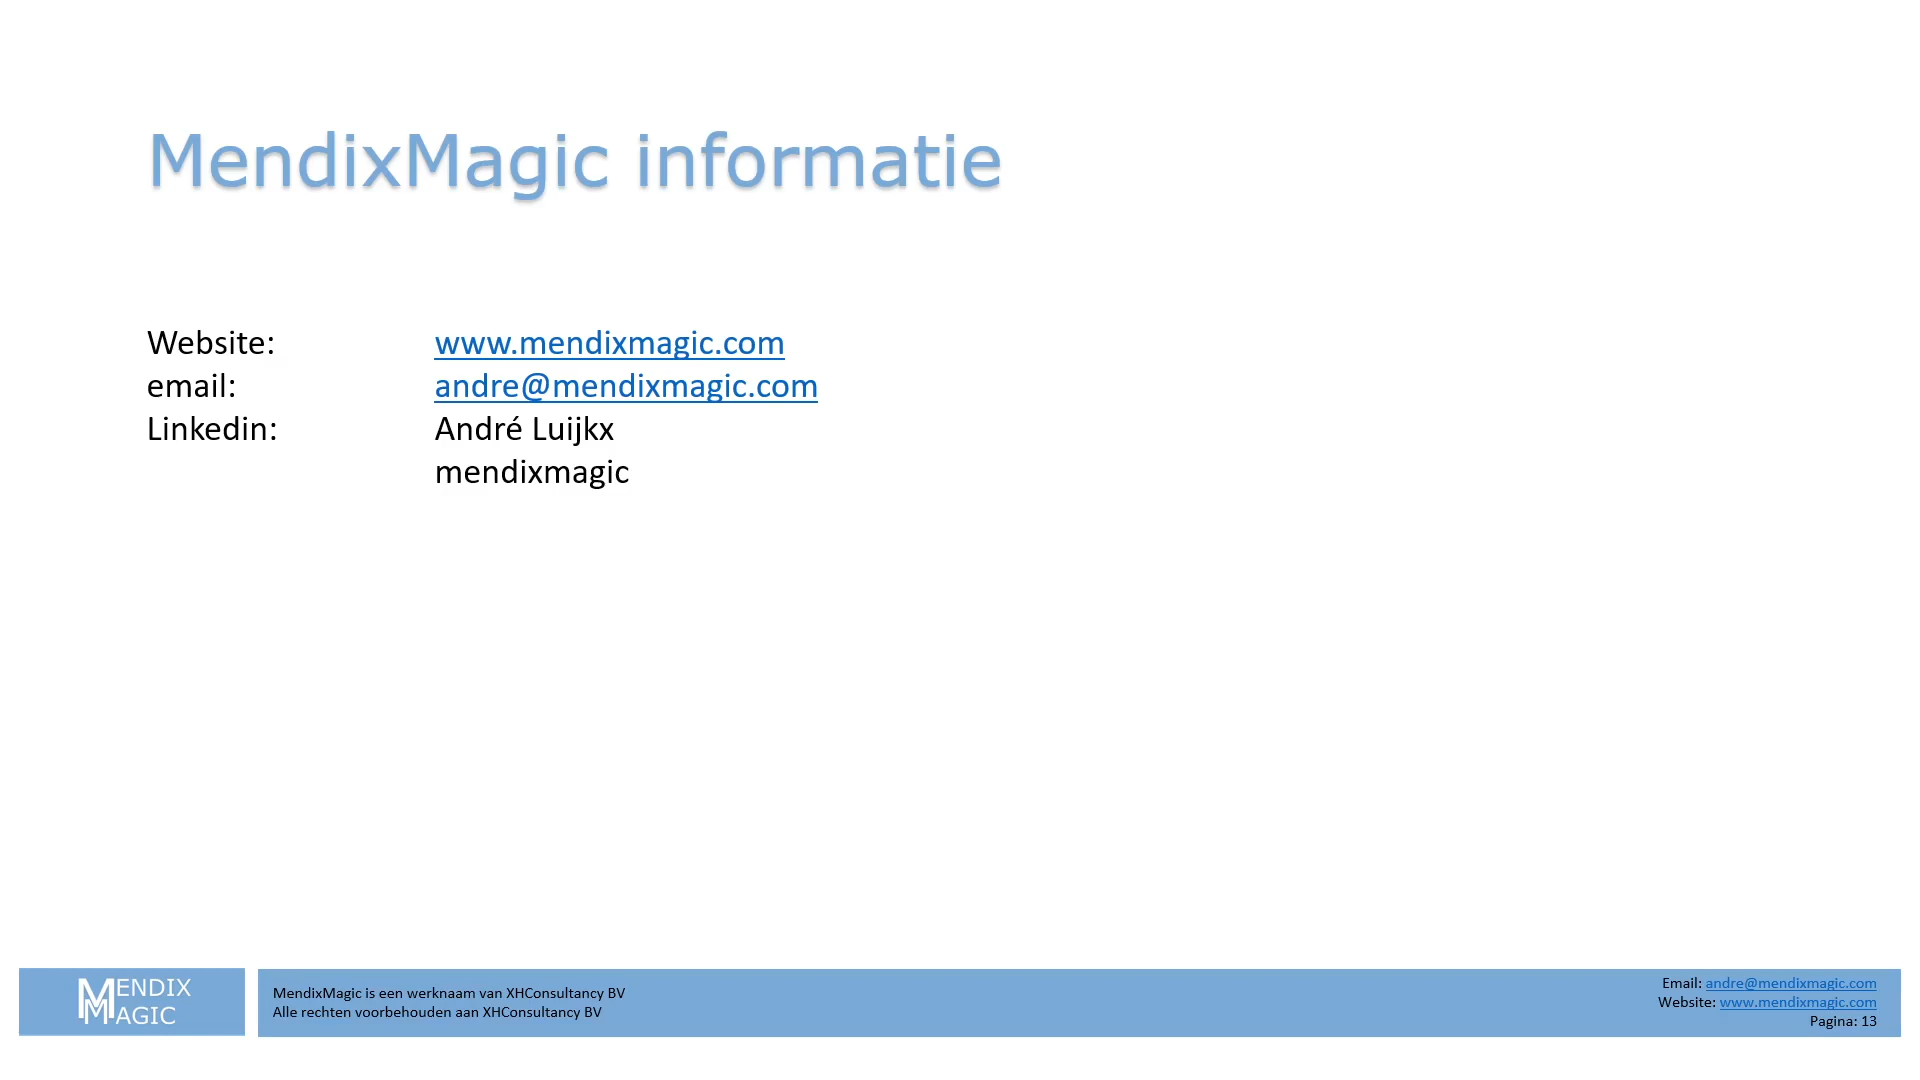 MendixMagic informatie
Website: www.mendixmagic.com
email: andre@mendixmagic.com
Linkedin: André Luijkx
mendixmagic
MENDIX
MAGIC
MendixMagic is een werknaam van XHConsultancy BV
Alle rechten voorbehouden aan XHConsultancy BV
Email: andre@mendixmagic.com
Website: www.mendixmagic.com
Pagina: 13